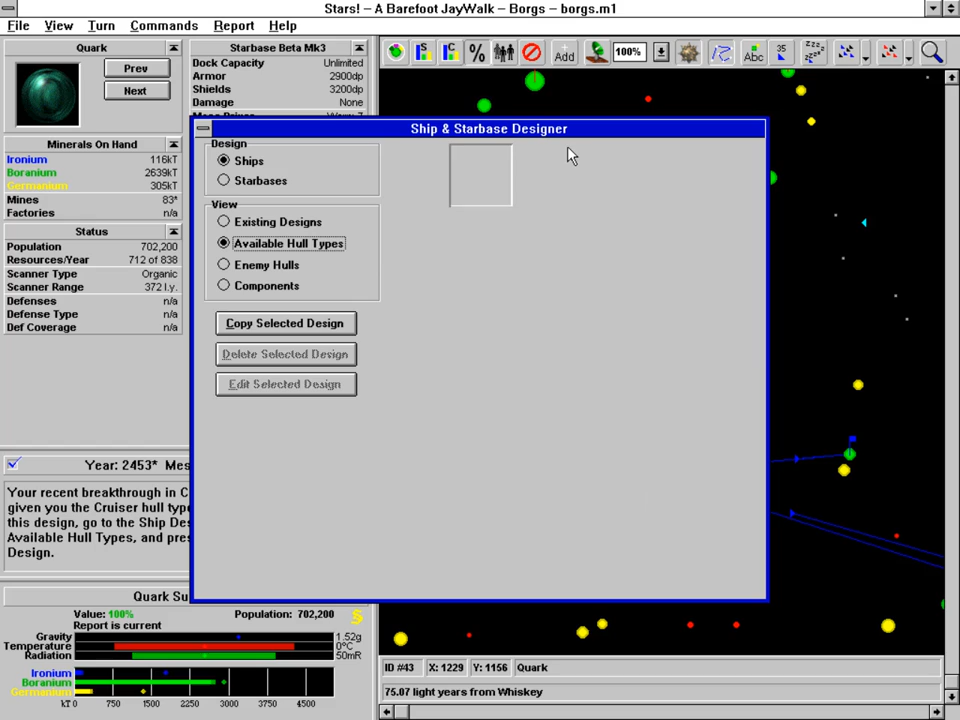 Stars! – A Barefoot JayWalk – Borgs – borgs.m1
File View Turn Commands Report Help
Quark
Prev
Next
Minerals On Hand
Ironium 116kT
Boranium 2639kT
Germanium 305kT
Mines 83*
Factories n/a
Status
Population 702,200
Resources/Year 712 of 838
Scanner Type Organic
Scanner Range 372 l.y.
Defenses n/a
Defense Type n/a
Def Coverage n/a
Starbase Beta Mk3
Dock Capacity Unlimited
Armor 2900dp
Shields 3200dp
Damage None
S C % Add 100% Abc 35 zzz
Ship & Starbase Designer
Design
Ships
Starbases
View
Existing Designs
Available Hull Types
Enemy Hulls
Components
Copy Selected Design
Delete Selected Design
Edit Selected Design
Year: 2453* Mes
Your recent breakthrough in C
given you the Cruiser hull type
this design, go to the Ship Des
Available Hull Types, and pres
Design.
Quark Su
Value: 100% Population: 702,200 $
Report is current
Gravity 1.52g
Temperature 0°C
Radiation 50mR
Ironium
Boranium
Germanium
kT 0 750 1500 2250 3000 3750 4500
ID #43 X: 1229 Y: 1156 Quark
75.07 light years from Whiskey